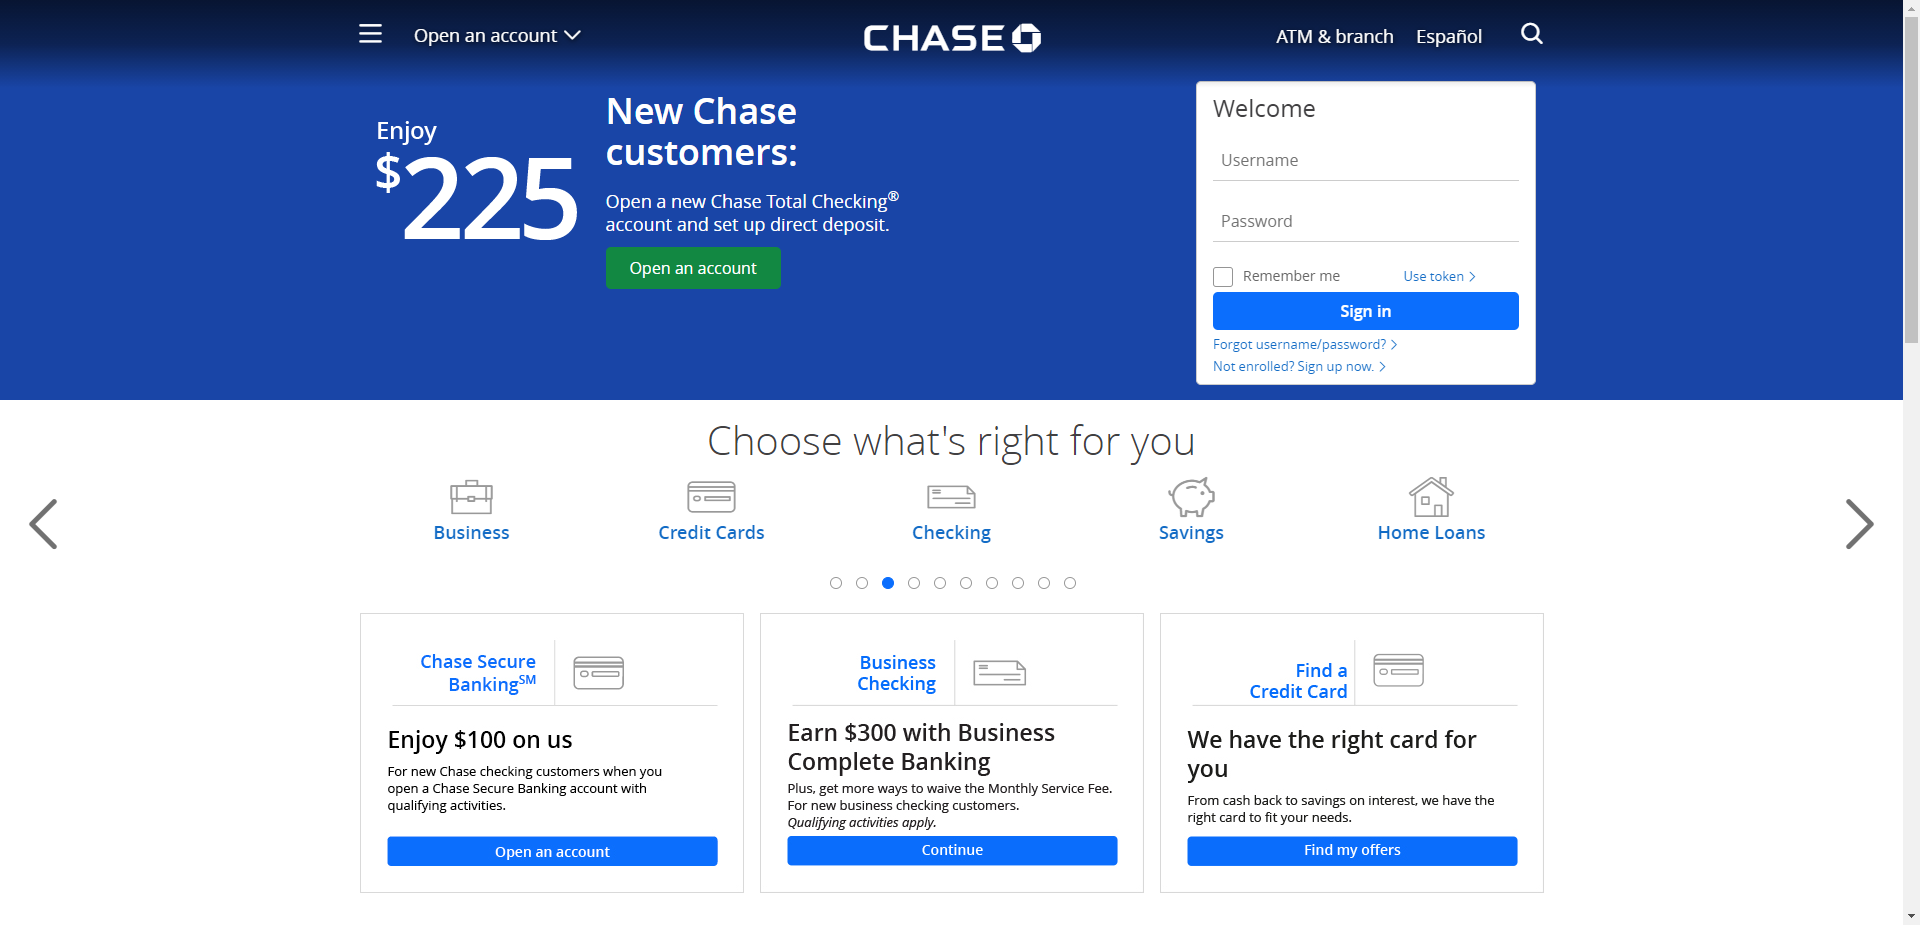 Open an account
CHASE
ATM & branch
Español
Enjoy
$225
New Chase
customers:
Open a new Chase Total Checking®
account and set up direct deposit.
Open an account
Welcome
Username
Password
Remember me
Use token
Sign in
Forgot username/password?
Not enrolled? Sign up now.
Choose what's right for you
Business
Credit Cards
Checking
Savings
Home Loans
Chase Secure
Banking℠
Enjoy $100 on us
For new Chase checking customers when you
open a Chase Secure Banking account with
qualifying activities.
Open an account
Business
Checking
Earn $300 with Business
Complete Banking
Plus, get more ways to waive the Monthly Service Fee.
For new business checking customers.
Qualifying activities apply.
Continue
Find a
Credit Card
We have the right card for
you
From cash back to savings on interest, we have the
right card to fit your needs.
Find my offers